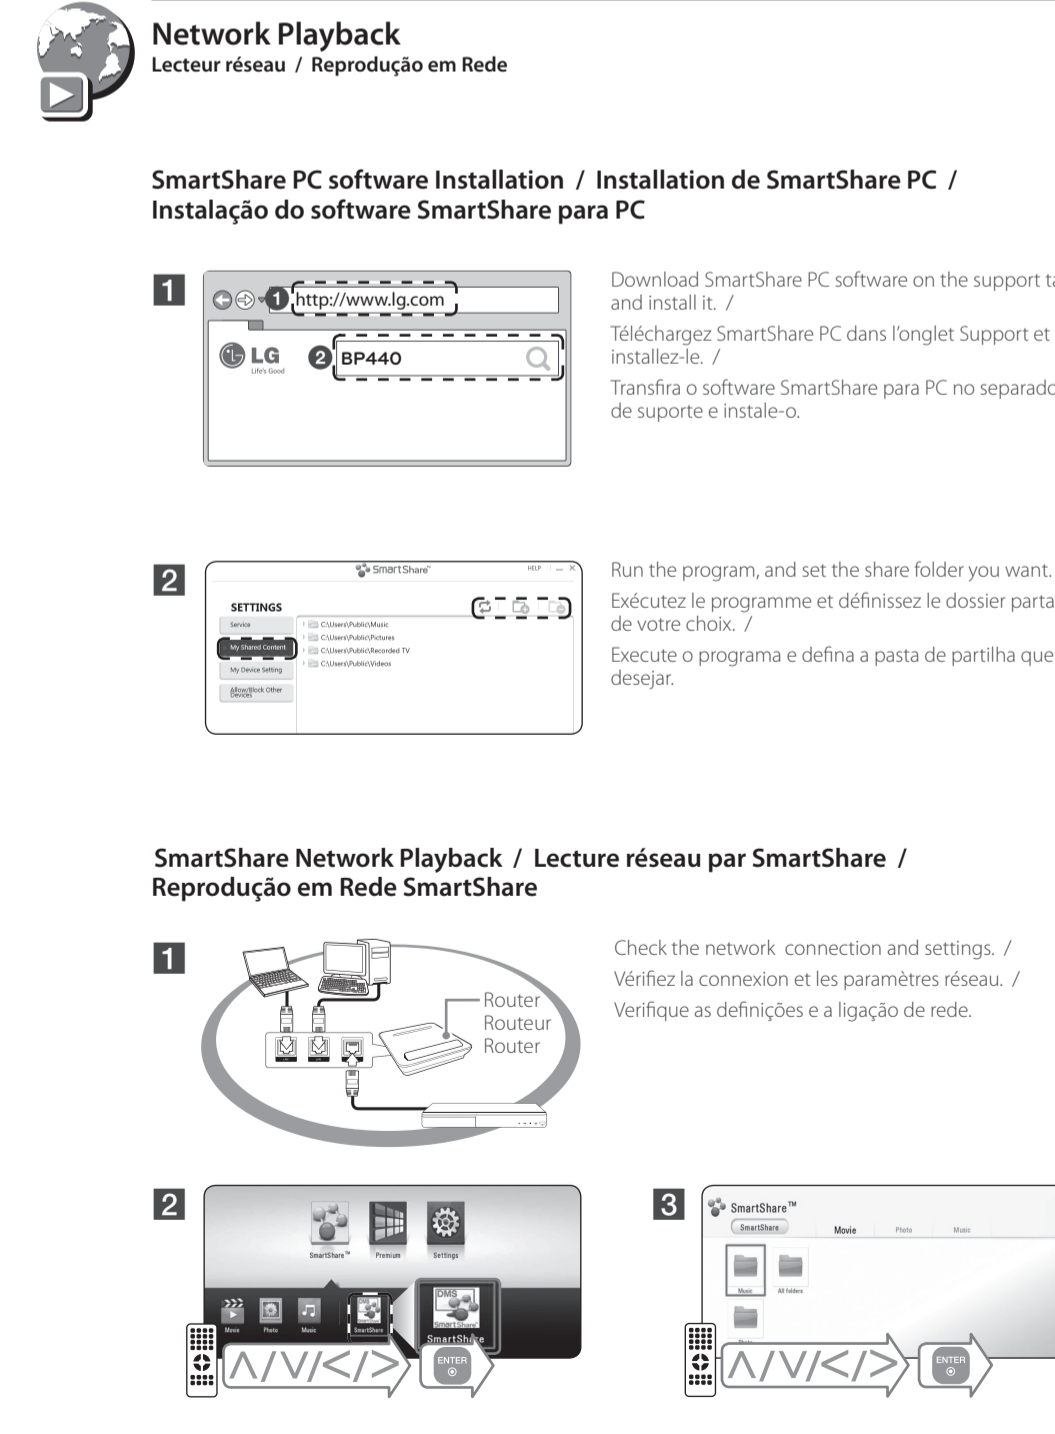 Network Playback
Lecteur réseau / Reprodução em Rede
SmartShare PC software Installation / Installation de SmartShare PC /
Instalação do software SmartShare para PC
1
1 http://www.lg.com
LG
Life's Good
2 BP440
Download SmartShare PC software on the support
and install it. /
Téléchargez SmartShare PC dans l'onglet Support et
installez-le. /
Transfira o software SmartShare para PC no
de suporte e instale-o.
2
SmartShare™
HELP
SETTINGS
Service
My Shared Content
My Device Setting
Allow/Block Other
Devices
C:\Users\Public\Music
C:\Users\Public\Pictures
C:\Users\Public\Recorded TV
C:\Users\Public\Videos
Run the program, and set the share folder you want.
Exécutez le programme et définissez le dossier
de votre choix. /
Execute o programa e defina a pasta de partilha que
desejar.
SmartShare Network Playback / Lecture réseau par SmartShare /
Reprodução em Rede SmartShare
1
Router
Routeur
Router
Check the network connection and settings. /
Vérifiez la connexion et les paramètres réseau. /
Verifique as definições e a ligação de rede.
2
SmartShare™
Premium
Settings
Movie
Photo
Music
SmartShare
DMS
SmartShare
SmartShare
ENTER
3
SmartShare™
SmartShare
Movie
Photo
Music
Music
All folders
Photo
ENTER